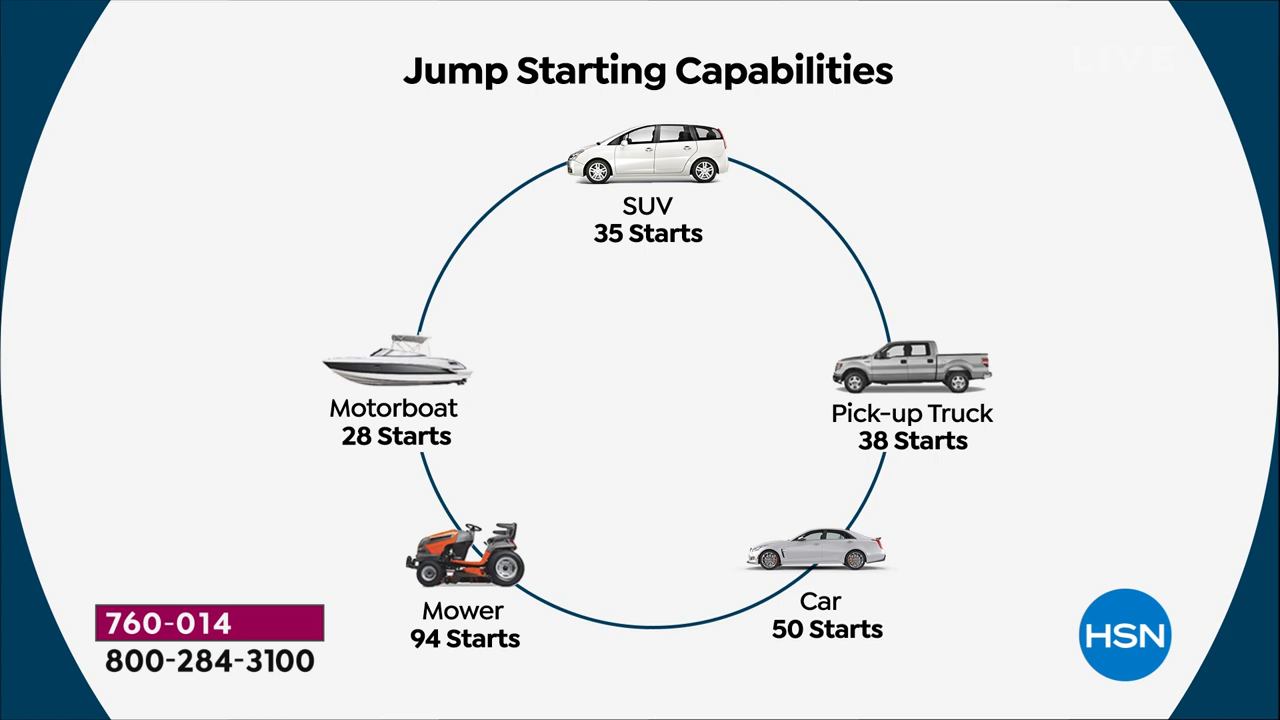 LIVE
Jump Starting Capabilities
SUV
35 Starts
Motorboat
28 Starts
Pick-up Truck
38 Starts
Mower
94 Starts
Car
50 Starts
760-014
800-284-3100
HSN